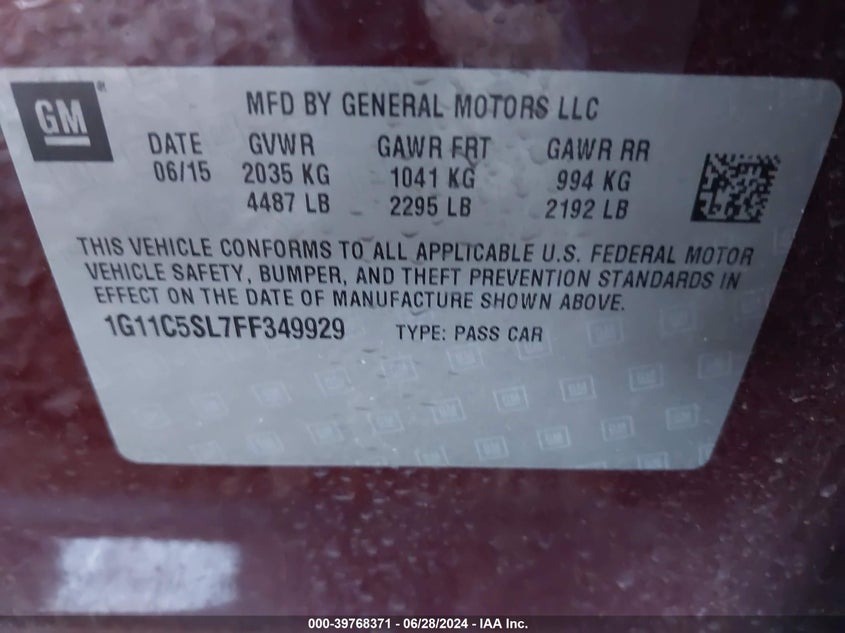 GM
MFD BY GENERAL MOTORS LLC
DATE GVWR GAWR FRT GAWR RR
06/15 2035 KG 1041 KG 994 KG
4487 LB 2295 LB 2192 LB
THIS VEHICLE CONFORMS TO ALL APPLICABLE U.S. FEDERAL MOTOR
VEHICLE SAFETY, BUMPER, AND THEFT PREVENTION STANDARDS IN
EFFECT ON THE DATE OF MANUFACTURE SHOWN ABOVE.
1G11C5SL7FF349929 TYPE: PASS CAR
000-39768371 | 06/28/2024 - IAA Inc.